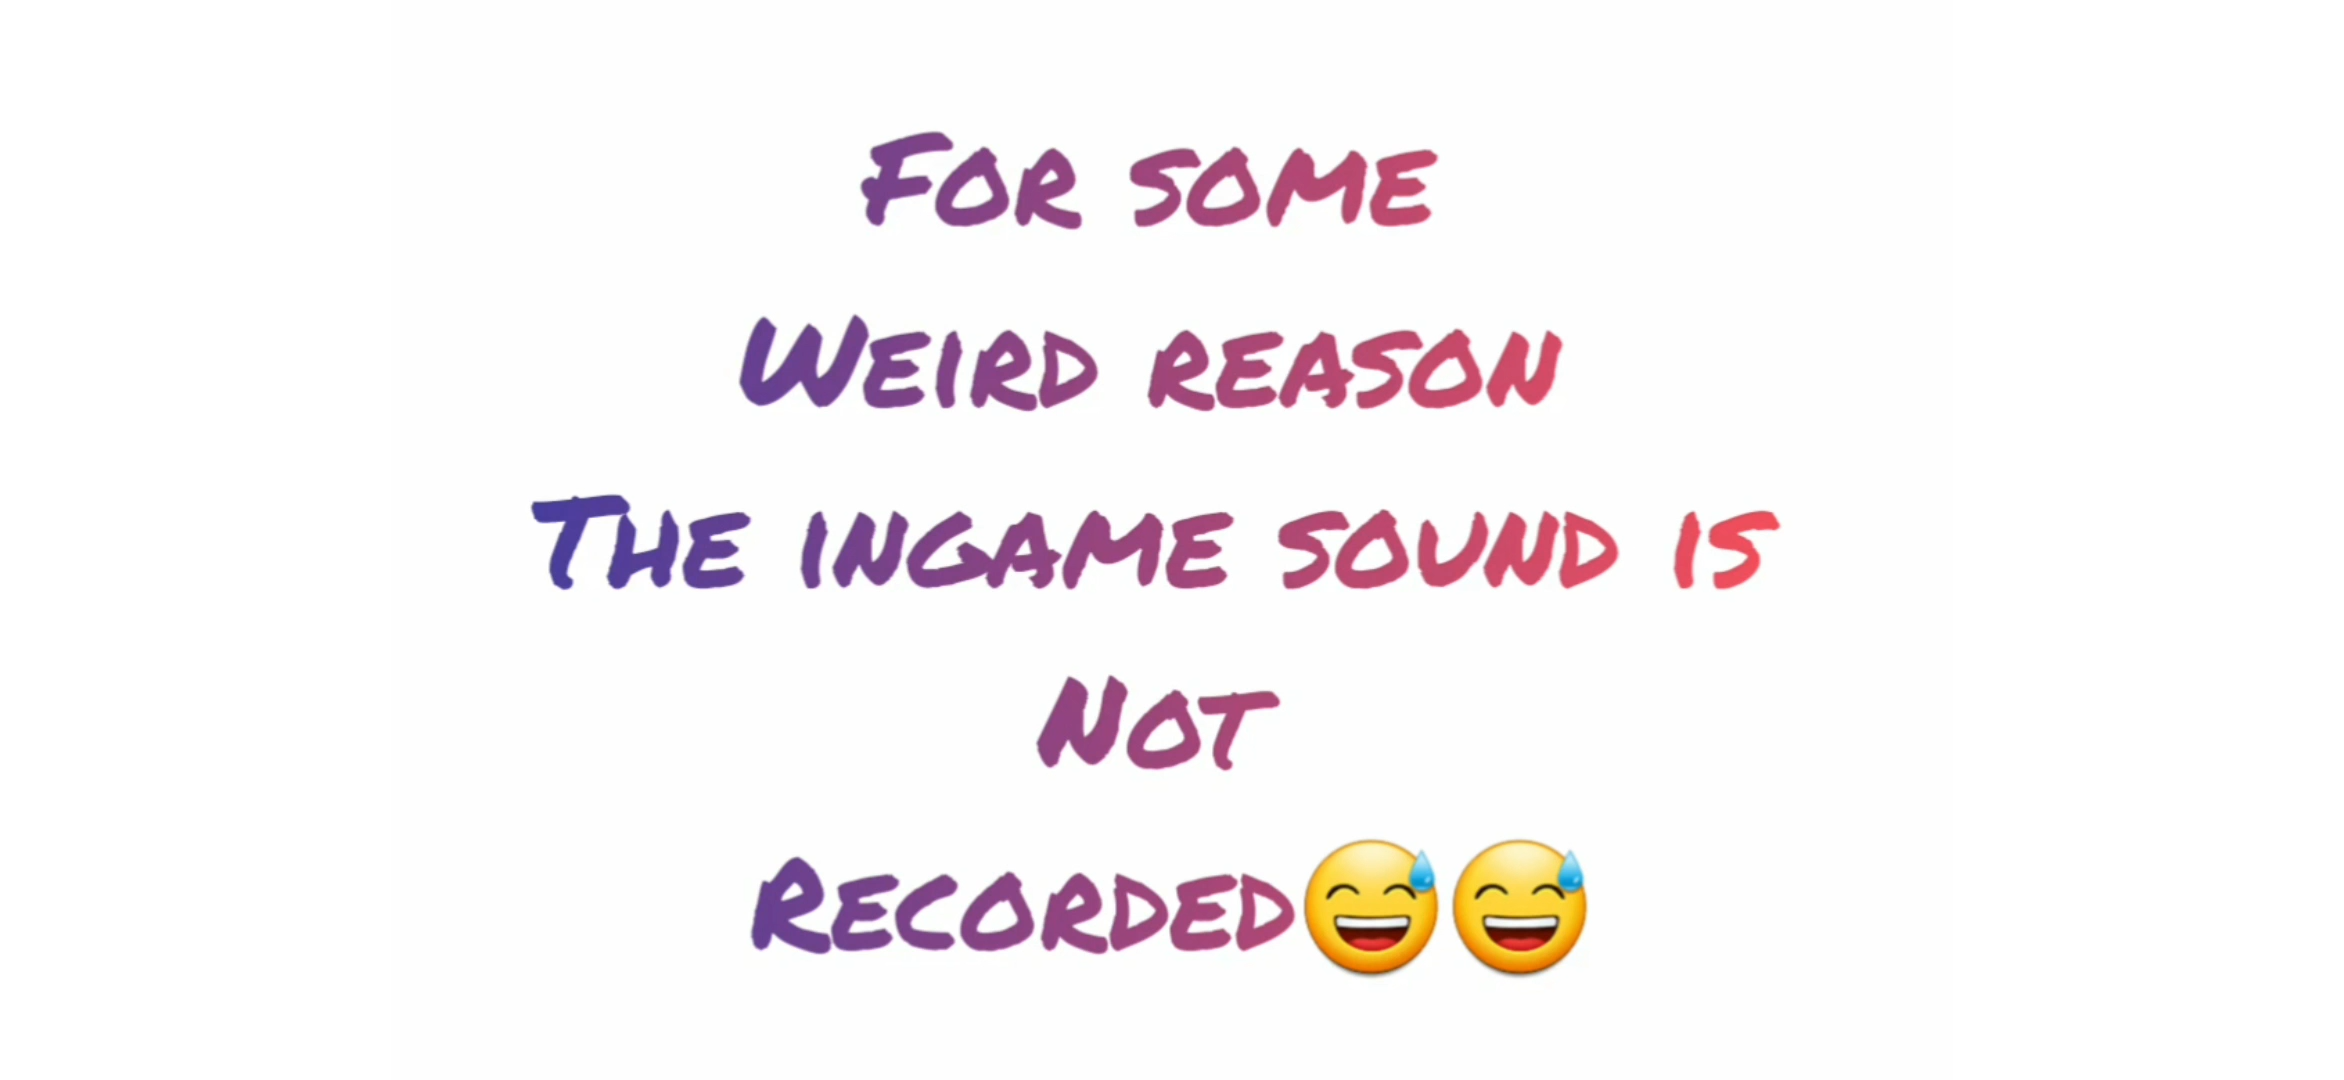 For some
Weird reason
The ingame sound is
Not
Recorded😅😅